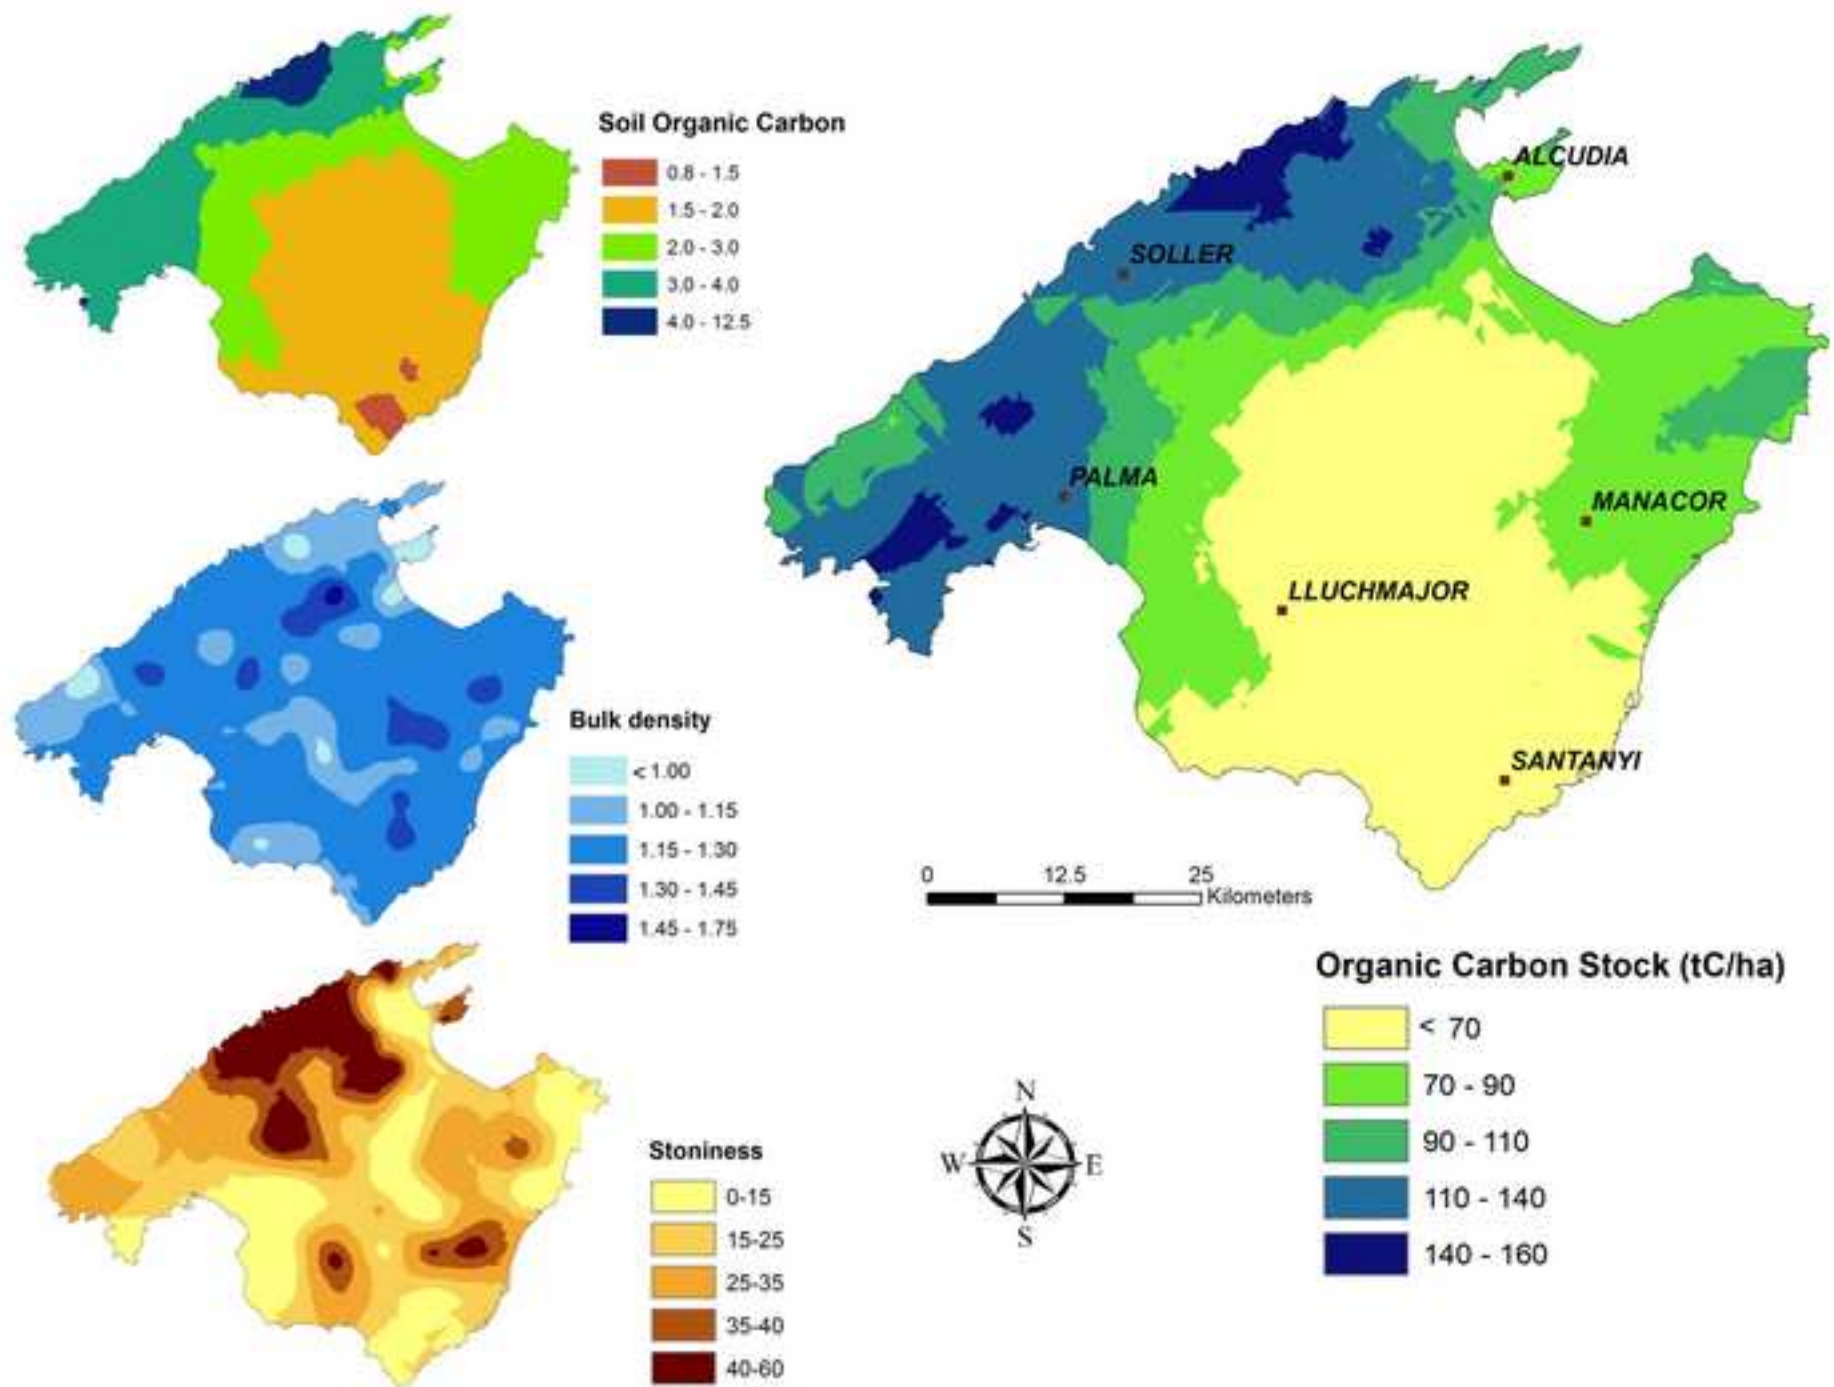 Soil Organic Carbon
0.8 - 1.5
1.5 - 2.0
2.0 - 3.0
3.0 - 4.0
4.0 - 12.5
Bulk density
< 1.00
1.00 - 1.15
1.15 - 1.30
1.30 - 1.45
1.45 - 1.75
Stoniness
0-15
15-25
25-35
35-40
40-60
ALCUDIA
SOLLER
PALMA
MANACOR
LLUCHMAJOR
SANTANYI
0 12.5 25
Kilometers
N
W E
S
Organic Carbon Stock (tC/ha)
< 70
70 - 90
90 - 110
110 - 140
140 - 160